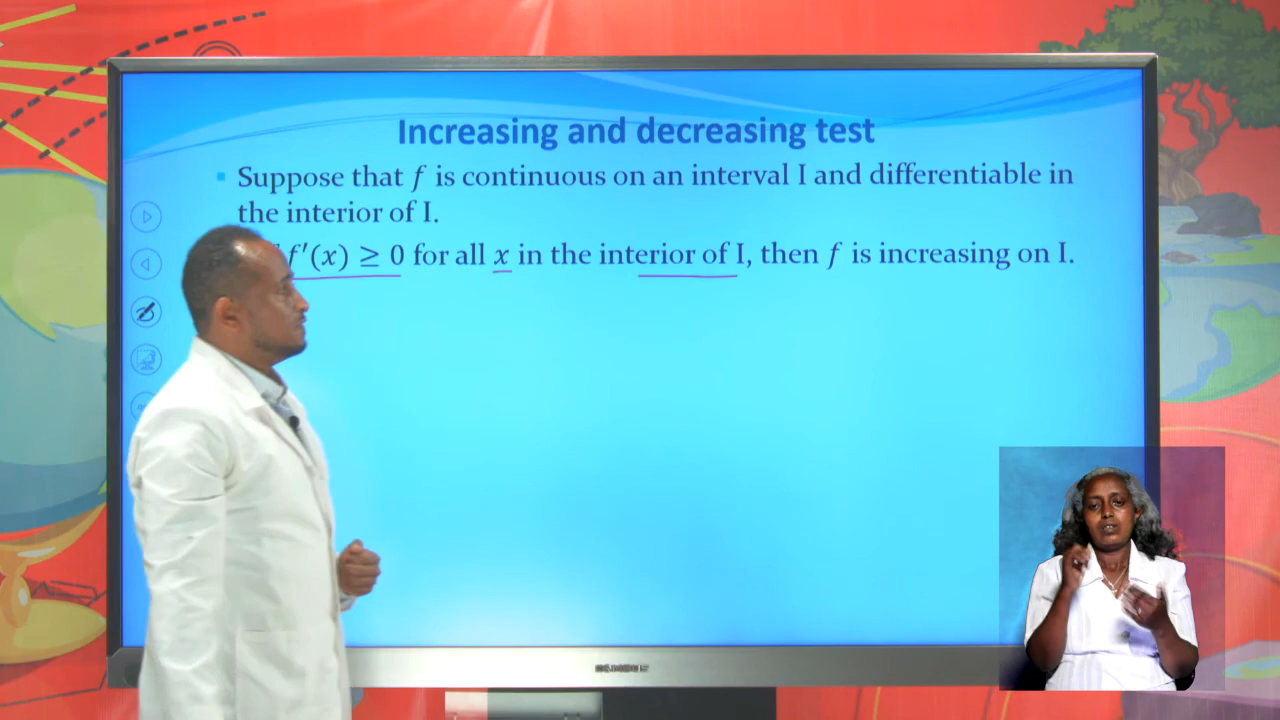 Increasing and decreasing test
Suppose that f is continuous on an interval I and differentiable in
the interior of I.
f′(x) ≥ 0 for all x in the interior of I, then f is increasing on I.